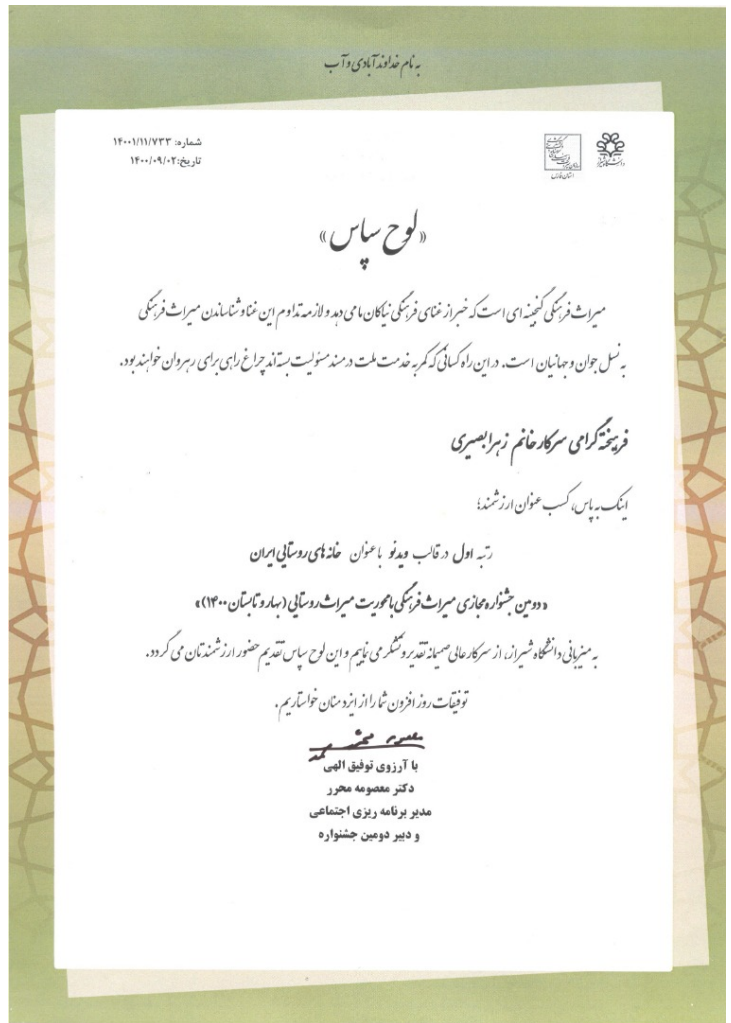 به نام خداوند آبادی و آب
شماره: ۱۴۰۰۱/۱۱/۷۳۳
تاریخ:۱۴۰۰/۰۹/۰۲
دانشگاه شیراز
استان فارس
«لوح سپاس»
میراث فرهنگی گنجینه ای است که خبر از غنای فرهنگی نیاکان ما می دهد و لازمه تداوم این غنا و شناساندن میراث فرهنگی
به نسل جوان و جهانیان است. در این راه کسانی که کمر به خدمت ملت در مسند مسئولیت بسته اند چراغ راهی برای رهروان خواهند بود.
فرهیخته گرامی سرکار خانم زهرا بصیری
اینک به پاس، کسب عنوان ارزشمند؛
رتبه اول در قالب ویدئو با عنوان خانه های روستایی ایران
«دومین جشنواره مجازی میراث فرهنگی با محوریت میراث روستایی (بهار و تابستان ۱۴۰۰)»
به میزبانی دانشگاه شیراز، از سرکار عالی صمیمانه تقدیر و تشکر می نماییم و این لوح سپاس تقدیم حضور ارزشمندتان می گردد.
توفیقات روز افزون شما را از ایزد منان خواستاریم.
با آرزوی توفیق الهی
دکتر معصومه محرر
مدیر برنامه ریزی اجتماعی
و دبیر دومین جشنواره